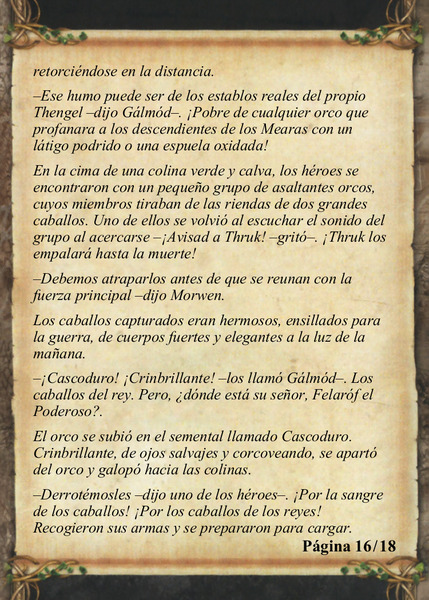 retorciéndose en la distancia.
–Ese humo puede ser de los establos reales del propio
Thengel –dijo Gálmód–. ¡Pobre de cualquier orco que
profanara a los descendientes de los Mearas con un
látigo podrido o una espuela oxidada!
En la cima de una colina verde y calva, los héroes se
encontraron con un pequeño grupo de asaltantes orcos,
cuyos miembros tiraban de las riendas de dos grandes
caballos. Uno de ellos se volvió al escuchar el sonido del
grupo al acercarse –¡Avisad a Thruk! –gritó–. ¡Thruk los
empalará hasta la muerte!
–Debemos atraparlos antes de que se reunan con la
fuerza principal –dijo Morwen.
Los caballos capturados eran hermosos, ensillados para
la guerra, de cuerpos fuertes y elegantes a la luz de la
mañana.
–¡Cascoduro! ¡Crinbrillante! –los llamó Gálmód–. Los
caballos del rey. Pero, ¿dónde está su señor, Felaróf el
Poderoso?.
El orco se subió en el semental llamado Cascoduro.
Crinbrillante, de ojos salvajes y corcoveando, se apartó
del orco y galopó hacia las colinas.
–Derrotémosles –dijo uno de los héroes–. ¡Por la sangre
de los caballos! ¡Por los caballos de los reyes!
Recogieron sus armas y se prepararon para cargar.
Página 16/18